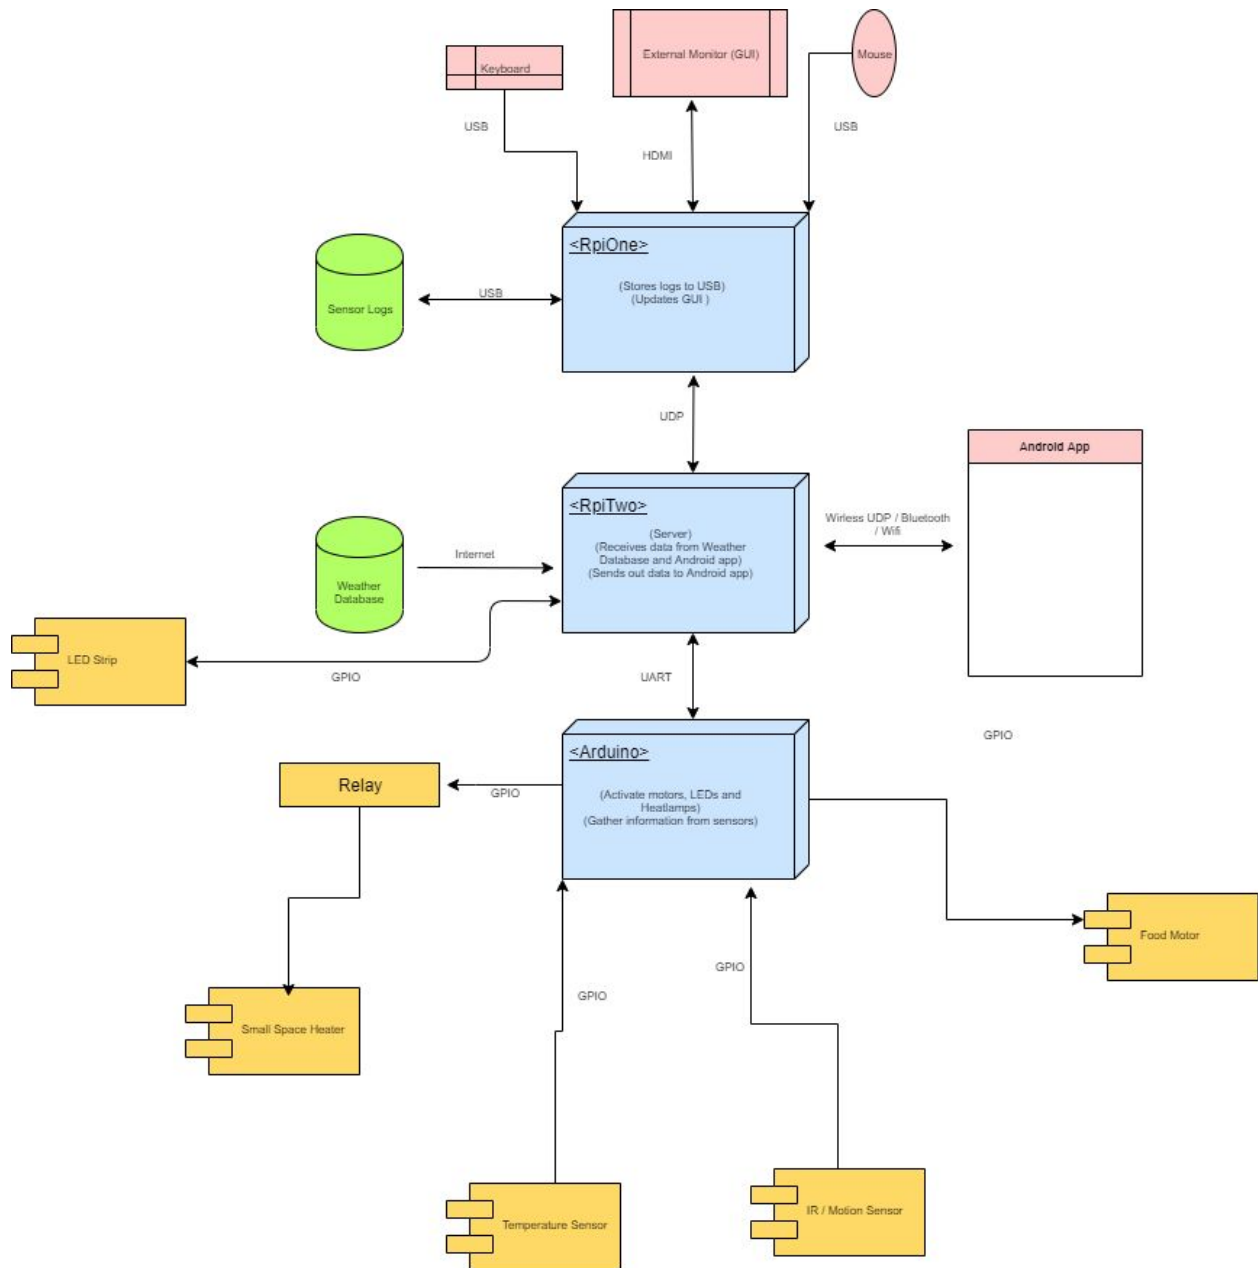 Keyboard
External Monitor (GUI)
Mouse
USB
HDMI
USB
<RpiOne>
(Stores logs to USB)
(Updates GUI )
Sensor Logs
USB
UDP
Android App
<RpiTwo>
(Server)
(Receives data from Weather
Database and Android app)
(Sends out data to Android app)
Wirless UDP / Bluetooth
/ Wifi
Internet
Weather
Database
LED Strip
GPIO
UART
GPIO
<Arduino>
(Activate motors, LEDs and
Heatlamps)
(Gather information from sensors)
Relay
GPIO
Food Motor
GPIO
GPIO
Small Space Heater
Temperature Sensor
IR / Motion Sensor